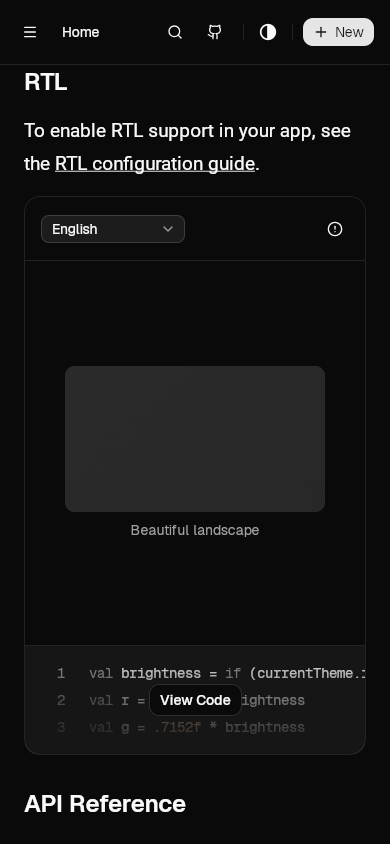 Home
New
RTL
To enable RTL support in your app, see
the RTL configuration guide.
English
Beautiful landscape
1 val brightness = if (currentTheme.
2 val r = ightness
View Code
3 val g = .7152f * brightness
API Reference